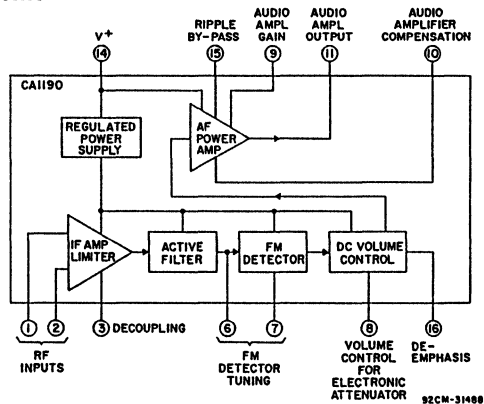 V+
14
RIPPLE
BY-PASS
15
AUDIO
AMPL
GAIN
9
AUDIO
AMPL
OUTPUT
11
AUDIO
AMPLIFIER
COMPENSATION
10
CA1190
REGULATED
POWER
SUPPLY
AF
POWER
AMP
IF AMP
LIMITER
ACTIVE
FILTER
FM
DETECTOR
DC VOLUME
CONTROL
1
2
RF
INPUTS
3 DECOUPLING
6
7
FM
DETECTOR
TUNING
8
VOLUME
CONTROL
FOR
ELECTRONIC
ATTENUATOR
16
DE-
EMPHASIS
92CM-31488